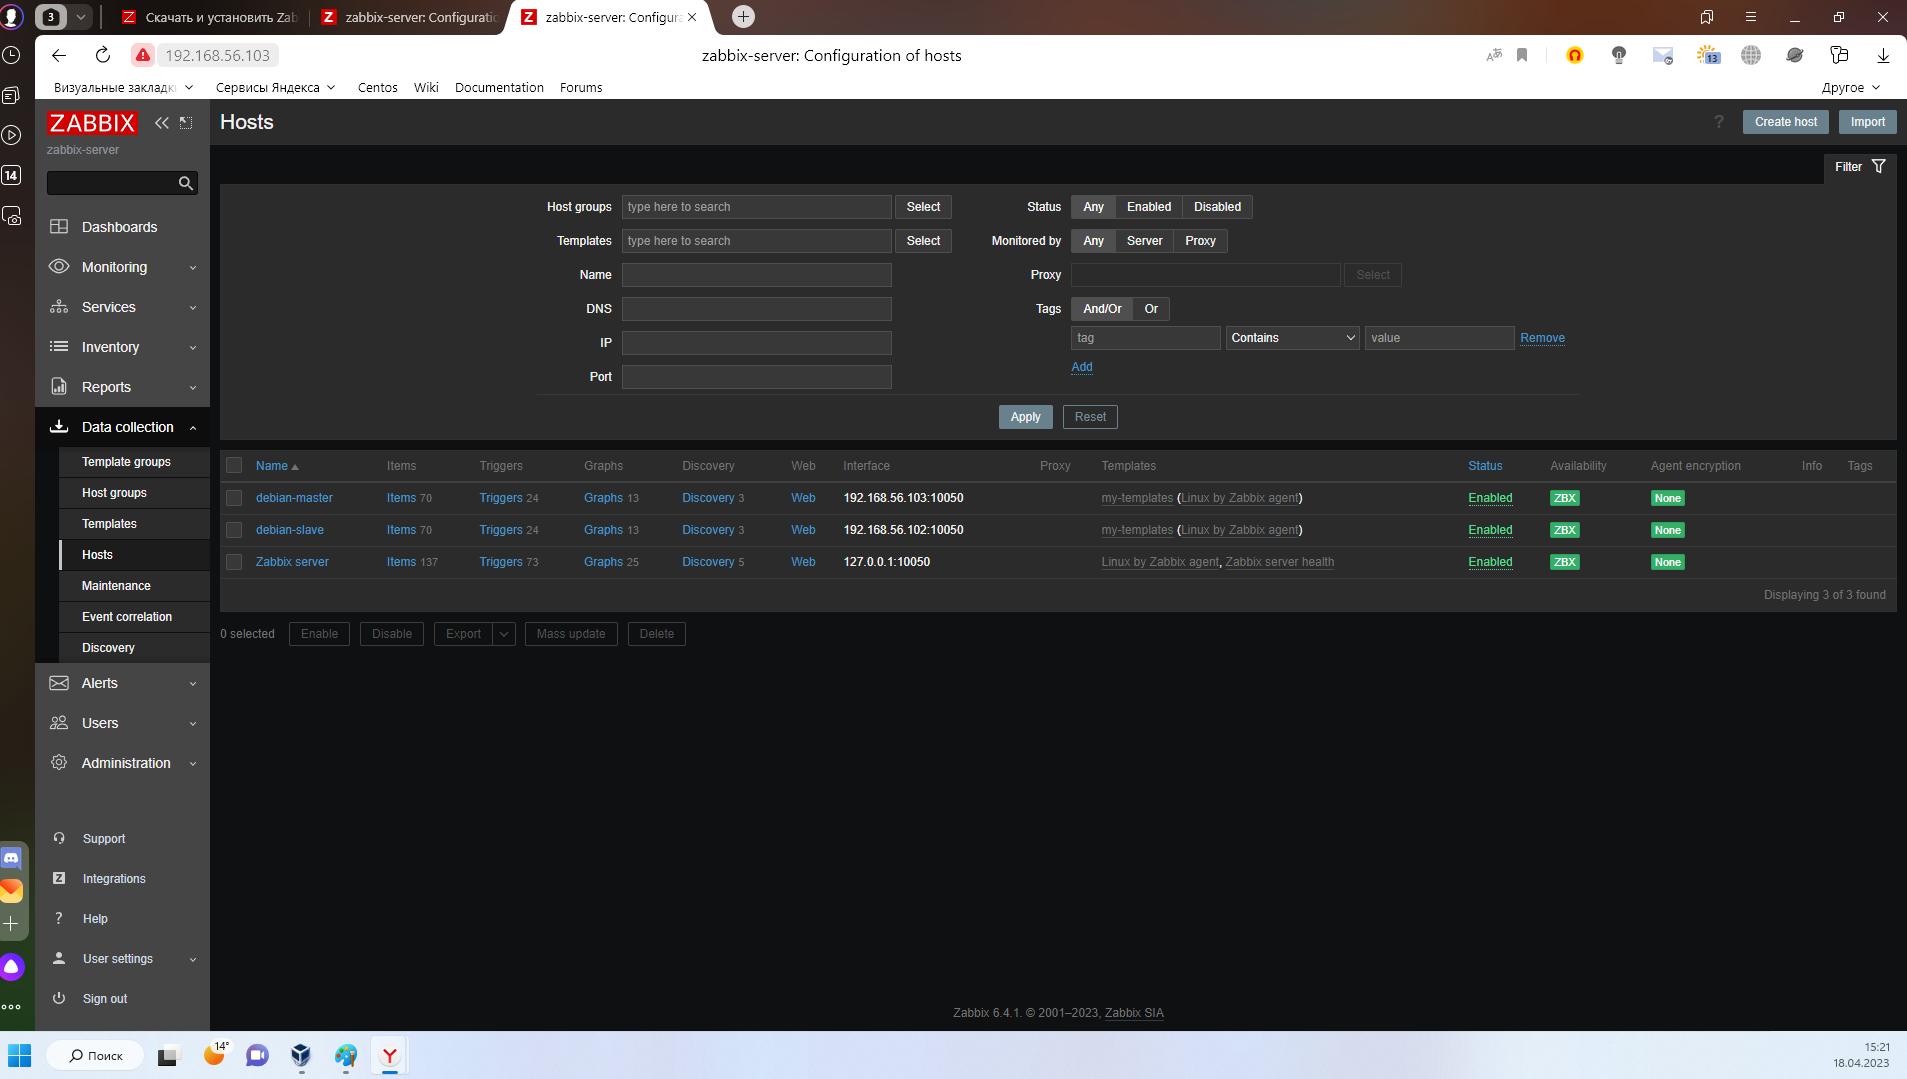 3
Скачать и установить Zab
zabbix-server: Configuratio
zabbix-server: Configura
192.168.56.103
zabbix-server: Configuration of hosts
13
Визуальные закладк
Сервисы Яндекса
Centos
Wiki
Documentation
Forums
Другое
14
ZABBIX
zabbix-server
Dashboards
Monitoring
Services
Inventory
Reports
Data collection
Template groups
Host groups
Templates
Hosts
Maintenance
Event correlation
Discovery
Alerts
Users
Administration
Support
Integrations
Help
User settings
Sign out
Hosts
? Create host Import
Filter
Host groups type here to search Select
Templates type here to search Select
Name
DNS
IP
Port
Status Any Enabled Disabled
Monitored by Any Server Proxy
Proxy Select
Tags And/Or Or
tag Contains value Remove
Add
Apply Reset
Name Items Triggers Graphs Discovery Web Interface Proxy Templates Status Availability Agent encryption Info Tags
debian-master Items 70 Triggers 24 Graphs 13 Discovery 3 Web 192.168.56.103:10050 my-templates (Linux by Zabbix agent) Enabled ZBX None
debian-slave Items 70 Triggers 24 Graphs 13 Discovery 3 Web 192.168.56.102:10050 my-templates (Linux by Zabbix agent) Enabled ZBX None
Zabbix server Items 137 Triggers 73 Graphs 25 Discovery 5 Web 127.0.0.1:10050 Linux by Zabbix agent, Zabbix server health Enabled ZBX None
Displaying 3 of 3 found
0 selected Enable Disable Export Mass update Delete
Zabbix 6.4.1. © 2001–2023, Zabbix SIA
Поиск
14°
15:21
18.04.2023